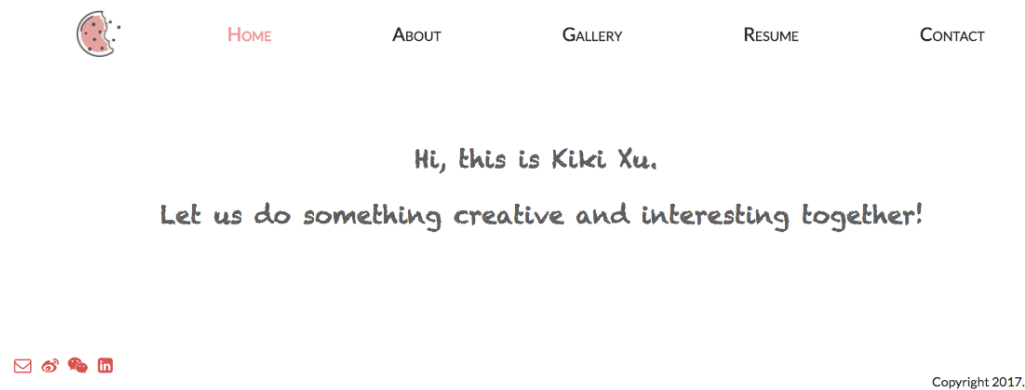 Home About Gallery Resume Contact
Hi, this is Kiki Xu.
Let us do something creative and interesting together!
Copyright 2017.